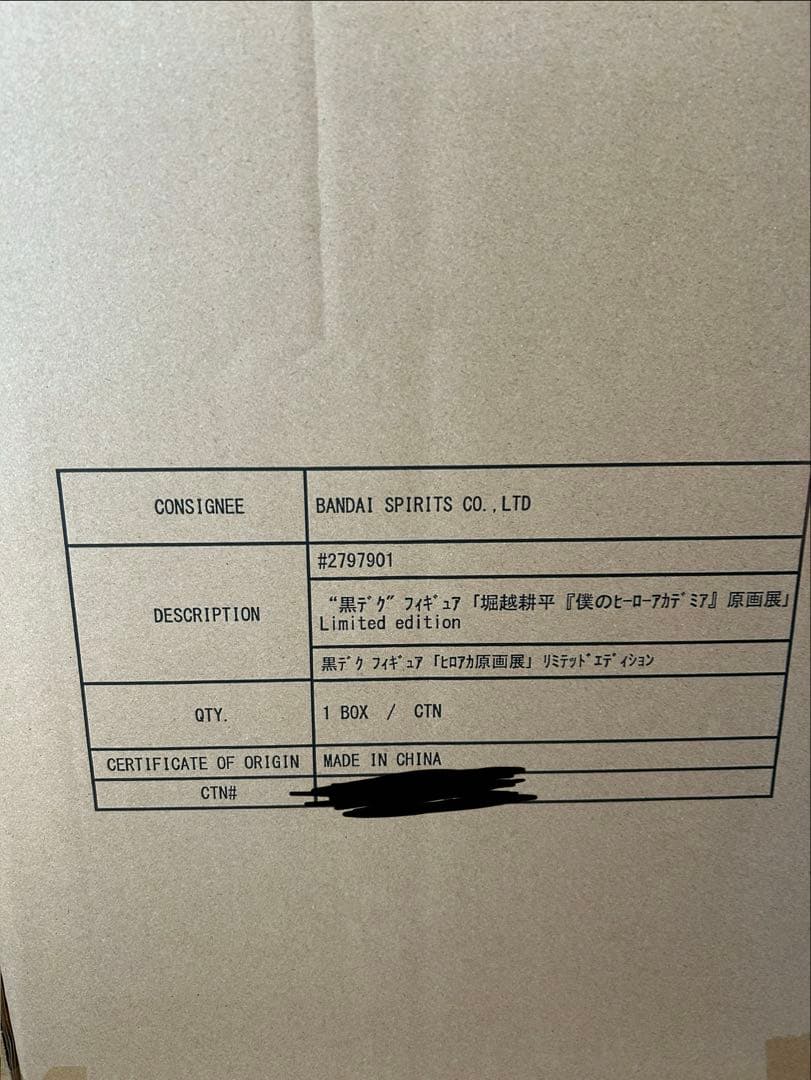 CONSIGNEE
BANDAI SPIRITS CO.,LTD
DESCRIPTION
#2797901
“黒ﾃﾞｸ” ﾌｨｷﾞｭｱ「堀越耕平『僕のﾋｰﾛｰｱｶﾃﾞﾐｱ』原画展」
Limited edition
黒ﾃﾞｸ ﾌｨｷﾞｭｱ「ﾋﾛｱｶ原画展」ﾘﾐﾃｯﾄﾞｴﾃﾞｨｼｮﾝ
QTY.
1 BOX / CTN
CERTIFICATE OF ORIGIN
MADE IN CHINA
CTN#